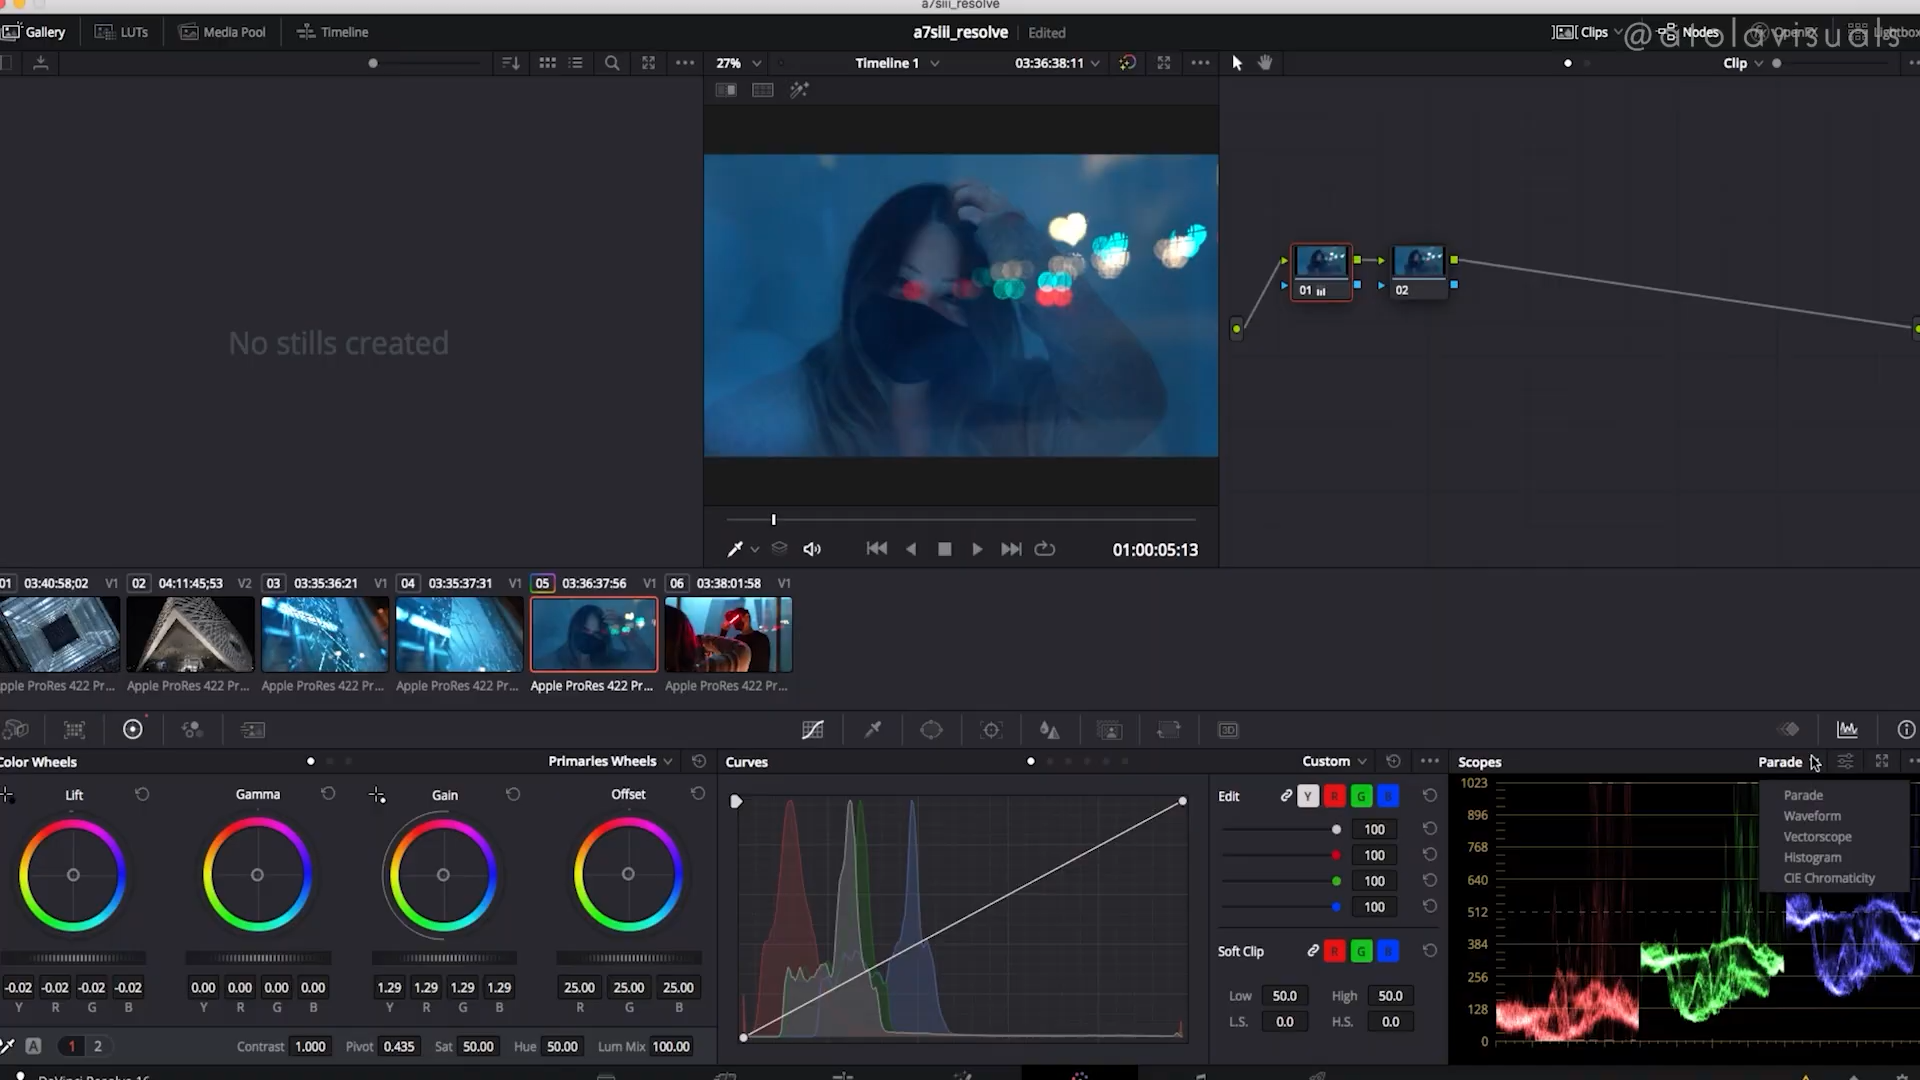 a7siii_resolve
Gallery LUTs Media Pool Timeline a7siii_resolve Edited Clips Nodes OpenFX Lightbox
@arolavisuals
27% Timeline 1 03:36:38:11 Clip
No stills created
01 02
01:00:05:13
01 03:40:58;02 V1 02 04:11:45;53 V2 03 03:35:36:21 V1 04 03:35:37:31 V1 05 03:36:37:56 V1 06 03:38:01:58 V1
pple ProRes 422 Pr... Apple ProRes 422 Pr... Apple ProRes 422 Pr... Apple ProRes 422 Pr... Apple ProRes 422 Pr... Apple ProRes 422 Pr...
3D
Color Wheels Primaries Wheels Curves Custom Scopes Parade
Lift Gamma Gain Offset
Edit Y R G B
100
100
100
100
Soft Clip R G B
Low 50.0 High 50.0
L.S. 0.0 H.S. 0.0
-0.02 -0.02 -0.02 -0.02 0.00 0.00 0.00 0.00 1.29 1.29 1.29 1.29 25.00 25.00 25.00
Y R G B Y R G B Y R G B R G B
A 1 2 Contrast 1.000 Pivot 0.435 Sat 50.00 Hue 50.00 Lum Mix 100.00
1023
896
768
640
512
384
256
128
0
Parade
Waveform
Vectorscope
Histogram
CIE Chromaticity
DaVinci Resolve 16